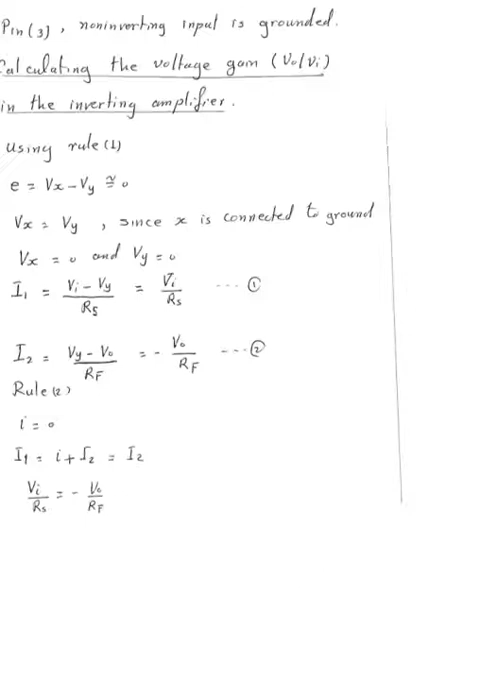 Pin(3), noninverting input is grounded.
Calculating the voltage gain (Vo/Vi)
in the inverting amplifier.
Using rule(1)
e = Vx-Vy ≅ 0
Vx = Vy , since x is connected to ground
Vx = 0 and Vy = 0
I1 = (Vi - Vy)/Rs = Vi/Rs --- ①
I2 = (Vy - Vo)/RF = - Vo/RF --- ②
Rule(2)
i = 0
I1 = i + I2 = I2
Vi/Rs = - Vo/RF